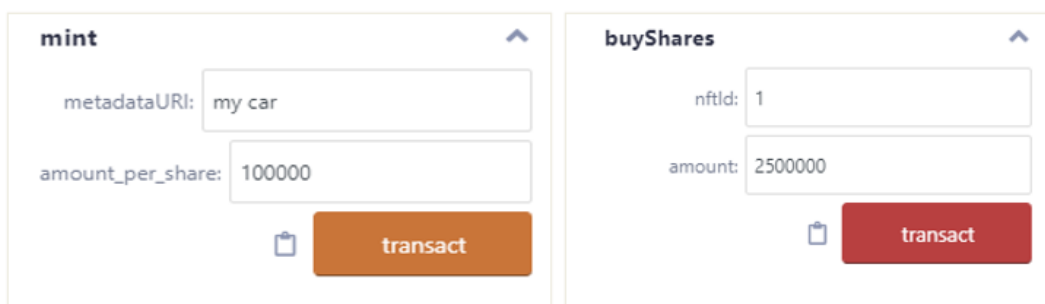 mint
metadataURI: my car
amount_per_share: 100000
transact
buyShares
nftId: 1
amount: 2500000
transact